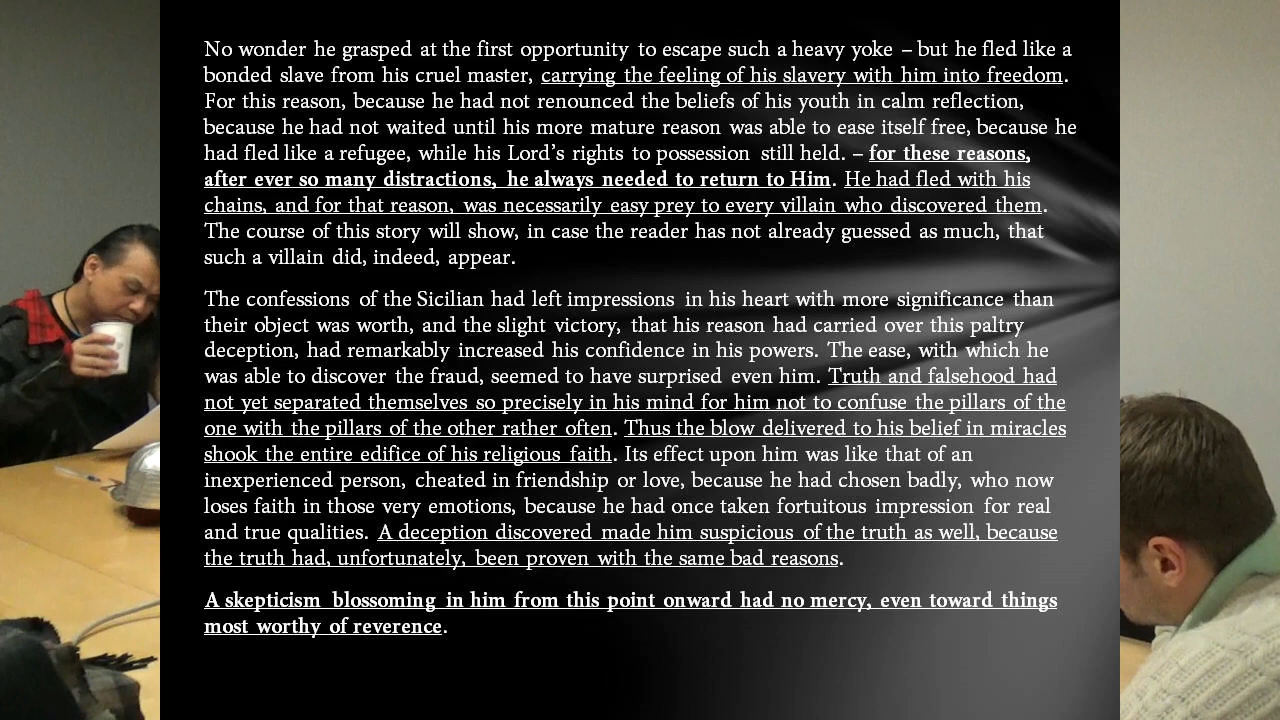 No wonder he grasped at the first opportunity to escape such a heavy yoke – but he fled like a
bonded slave from his cruel master, carrying the feeling of his slavery with him into freedom.
For this reason, because he had not renounced the beliefs of his youth in calm reflection,
because he had not waited until his more mature reason was able to ease itself free, because he
had fled like a refugee, while his Lord's rights to possession still held. – for these reasons,
after ever so many distractions, he always needed to return to Him. He had fled with his
chains, and for that reason, was necessarily easy prey to every villain who discovered them.
The course of this story will show, in case the reader has not already guessed as much, that
such a villain did, indeed, appear.
The confessions of the Sicilian had left impressions in his heart with more significance than
their object was worth, and the slight victory, that his reason had carried over this paltry
deception, had remarkably increased his confidence in his powers. The ease, with which he
was able to discover the fraud, seemed to have surprised even him. Truth and falsehood had
not yet separated themselves so precisely in his mind for him not to confuse the pillars of the
one with the pillars of the other rather often. Thus the blow delivered to his belief in miracles
shook the entire edifice of his religious faith. Its effect upon him was like that of an
inexperienced person, cheated in friendship or love, because he had chosen badly, who now
loses faith in those very emotions, because he had once taken fortuitous impression for real
and true qualities. A deception discovered made him suspicious of the truth as well, because
the truth had, unfortunately, been proven with the same bad reasons.
A skepticism blossoming in him from this point onward had no mercy, even toward things
most worthy of reverence.